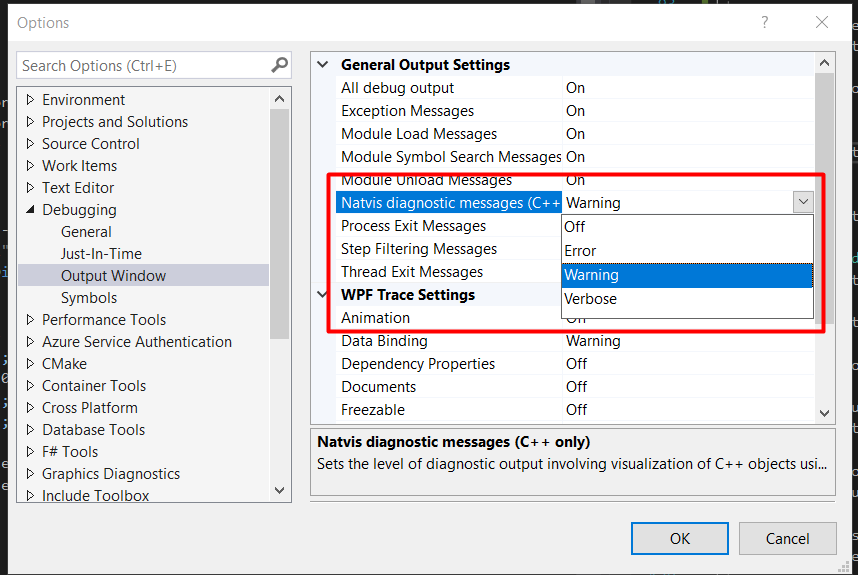 Options
?
Search Options (Ctrl+E)
Environment
Projects and Solutions
Source Control
Work Items
Text Editor
Debugging
General
Just-In-Time
Output Window
Symbols
Performance Tools
Azure Service Authentication
CMake
Container Tools
Cross Platform
Database Tools
F# Tools
Graphics Diagnostics
Include Toolbox
General Output Settings
All debug output On
Exception Messages On
Module Load Messages On
Module Symbol Search Messages On
Module Unload Messages On
Natvis diagnostic messages (C++ Warning
Off
Error
Warning
Verbose
Process Exit Messages
Step Filtering Messages
Thread Exit Messages
WPF Trace Settings
Animation Off
Data Binding Warning
Dependency Properties Off
Documents Off
Freezable Off
Natvis diagnostic messages (C++ only)
Sets the level of diagnostic output involving visualization of C++ objects usi...
OK
Cancel